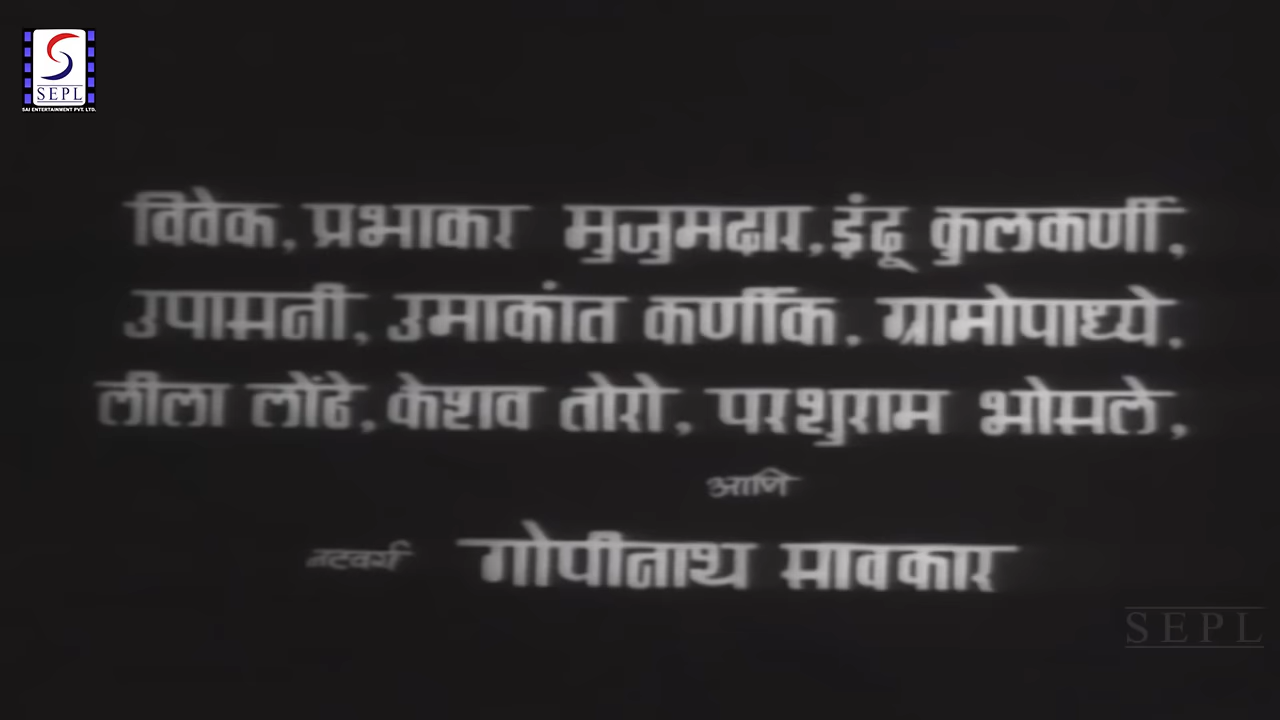 SEPL
SAI ENTERTAINMENT PVT. LTD.
विवेक, प्रभाकर मुजुमदार, इंदू कुलकर्णी,
उपासनी, उमाकांत कर्णीक, ग्रामोपाध्ये,
लीला लोंढे, केशव तोरो, परशुराम भोसले,
आणि
नटवर्य गोपीनाथ सावकार
SEPL